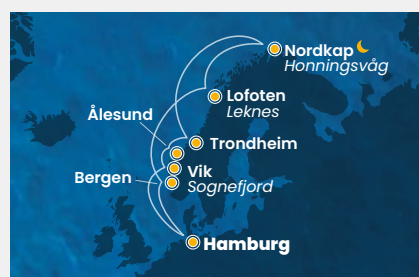 Nordkap
Honningsvåg
Lofoten
Leknes
Ålesund
Trondheim
Bergen
Vik
Sognefjord
Hamburg